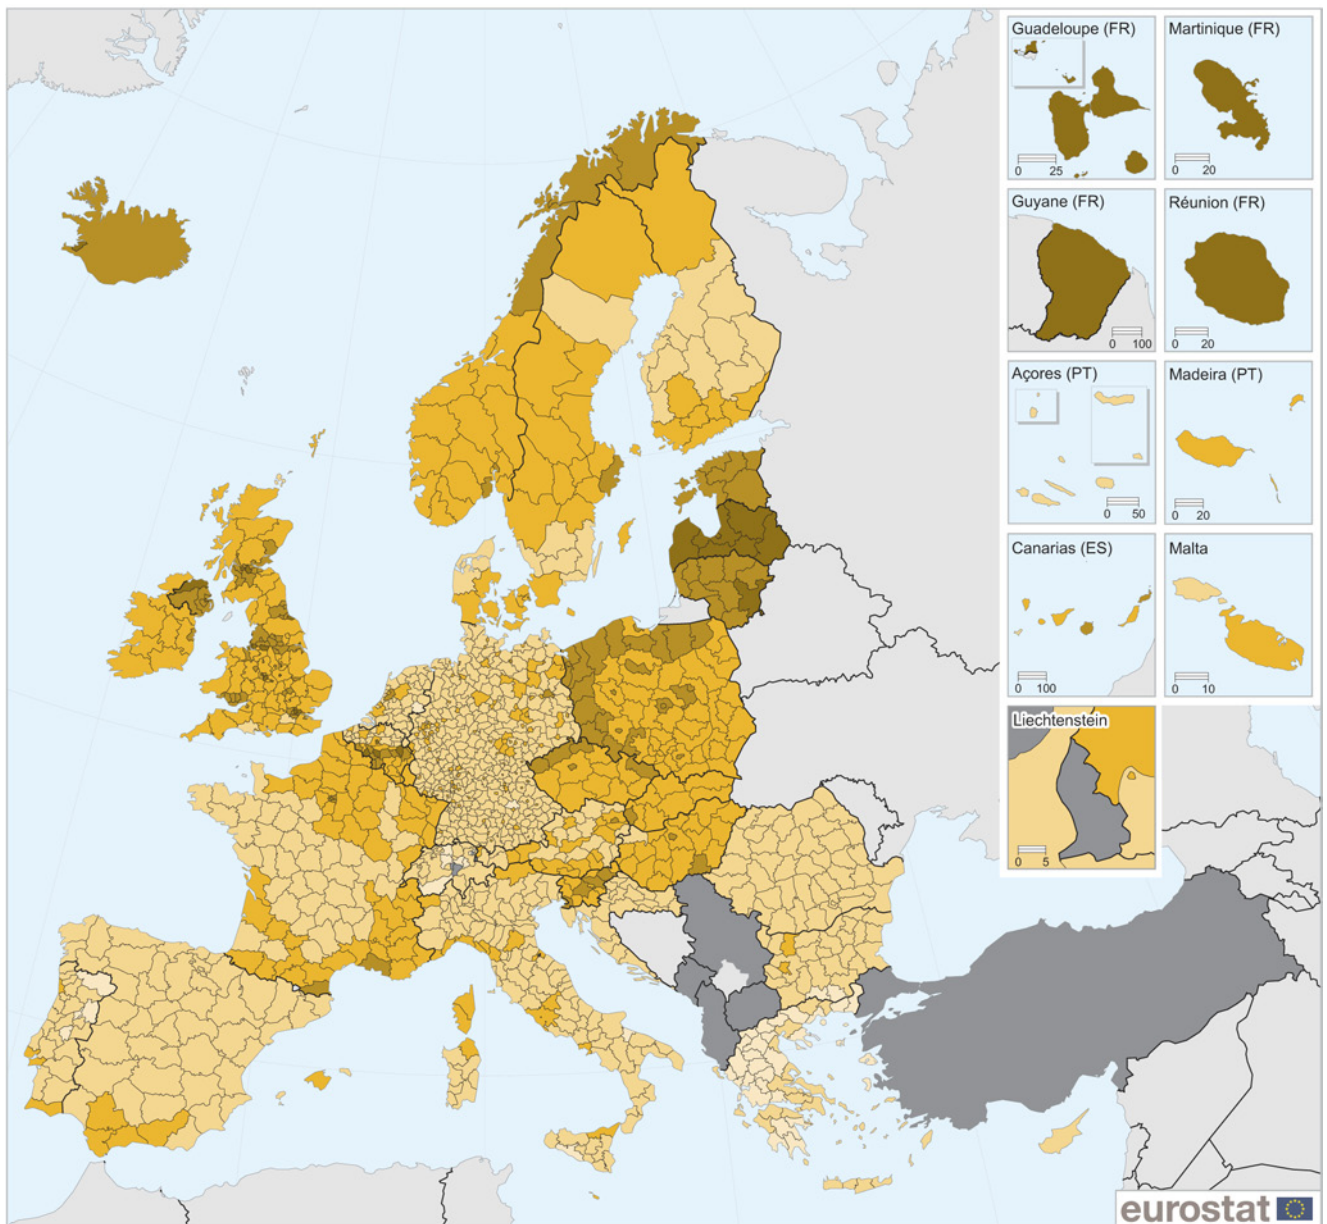 Guadeloupe (FR)
0 25
Martinique (FR)
0 20
Guyane (FR)
0 100
Réunion (FR)
0 20
Açores (PT)
0 50
Madeira (PT)
0 20
Canarias (ES)
0 100
Malta
0 10
Liechtenstein
0 5
eurostat